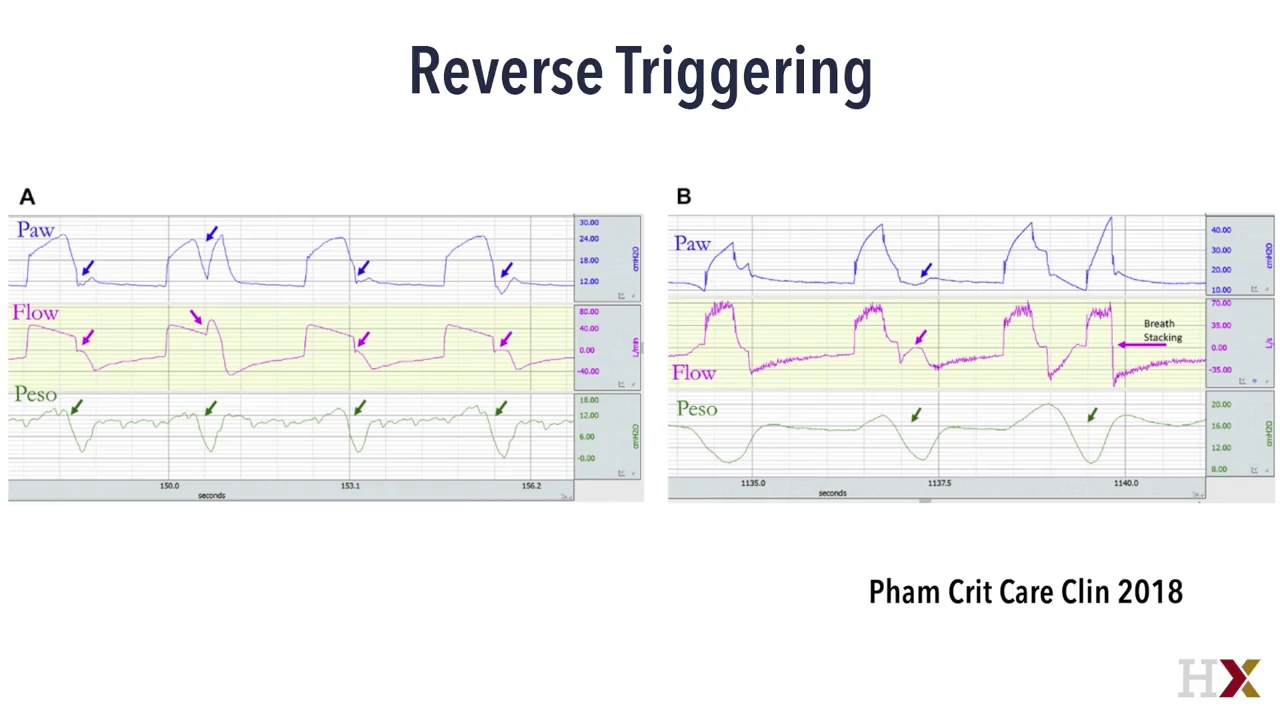 Reverse Triggering
A
Paw
30.00
24.00
18.00
12.00
cmH2O
Flow
80.00
40.00
0.00
-40.00
L/min
Peso
18.00
12.00
6.00
-0.00
cmH2O
150.0
153.1
156.2
seconds
B
Paw
40.00
30.00
20.00
10.00
cmH2O
Flow
Breath
Stacking
70.00
35.00
0.00
-35.00
L/s
Peso
20.00
16.00
12.00
8.00
cmH2O
1135.0
1137.5
1140.0
seconds
Pham Crit Care Clin 2018
HX